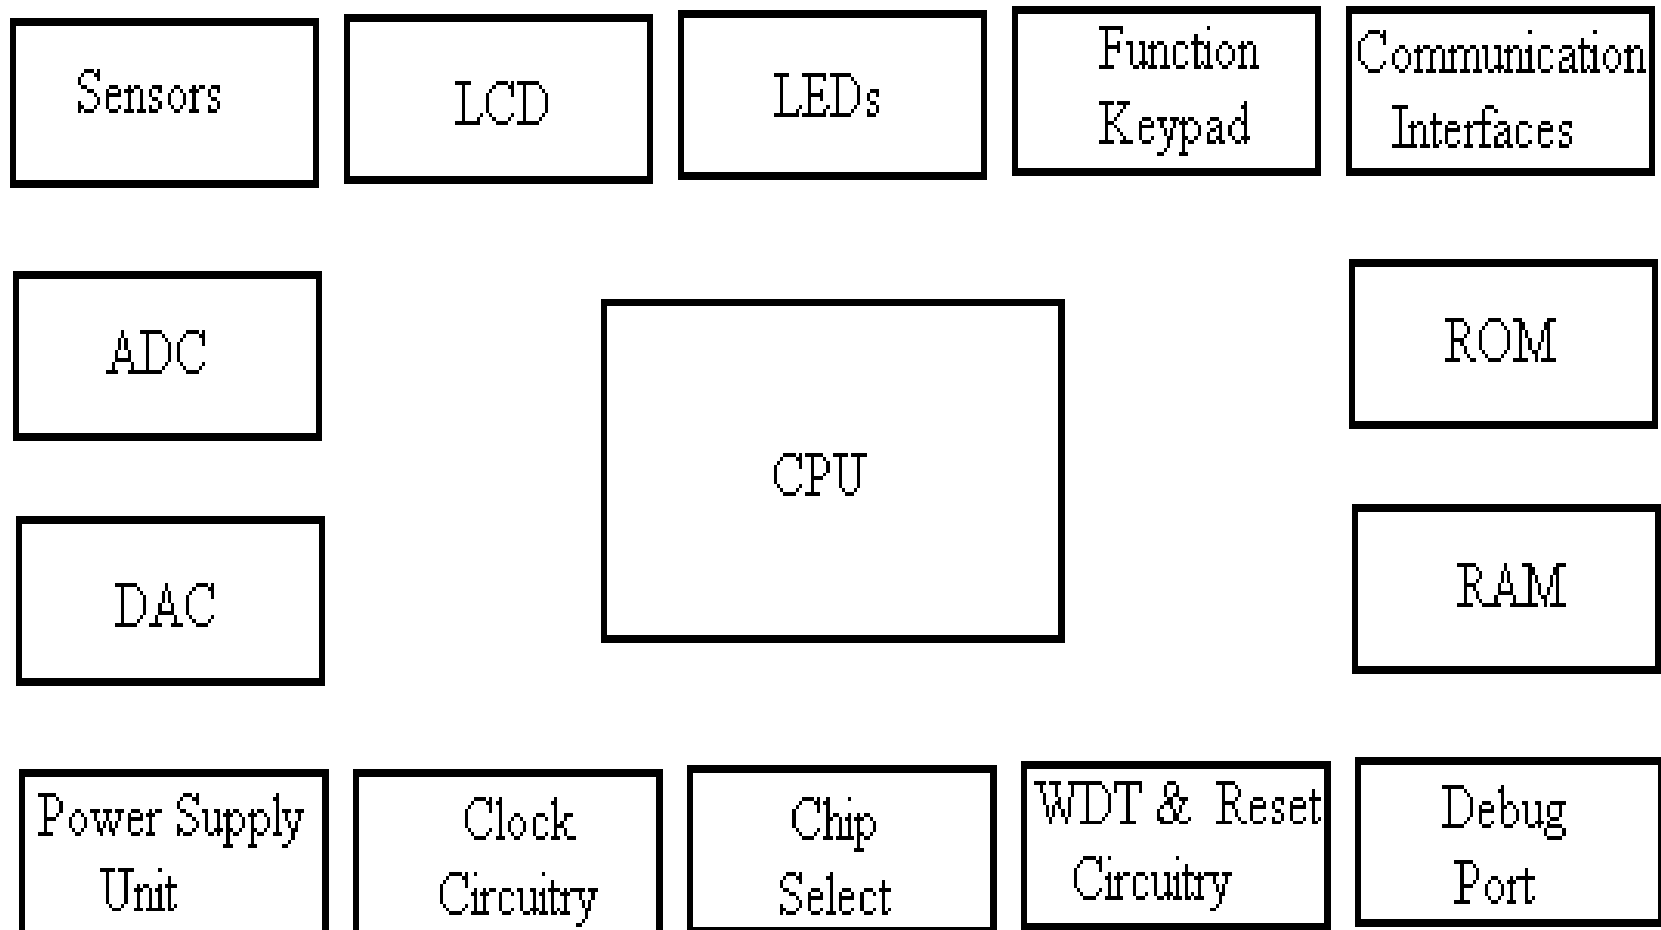 Sensors
LCD
LEDs
Function
Keypad
Communication
Interfaces
ADC
CPU
ROM
DAC
RAM
Power Supply
Unit
Clock
Circuitry
Chip
Select
WDT & Reset
Circuitry
Debug
Port